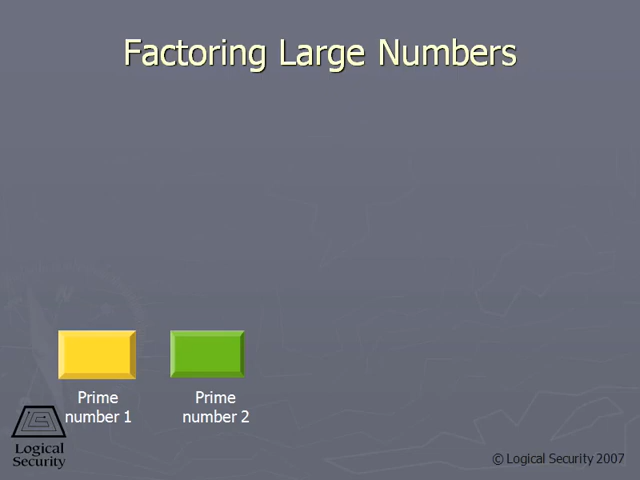 Factoring Large Numbers
Prime
number 1
Prime
number 2
Logical
Security
© Logical Security 2007